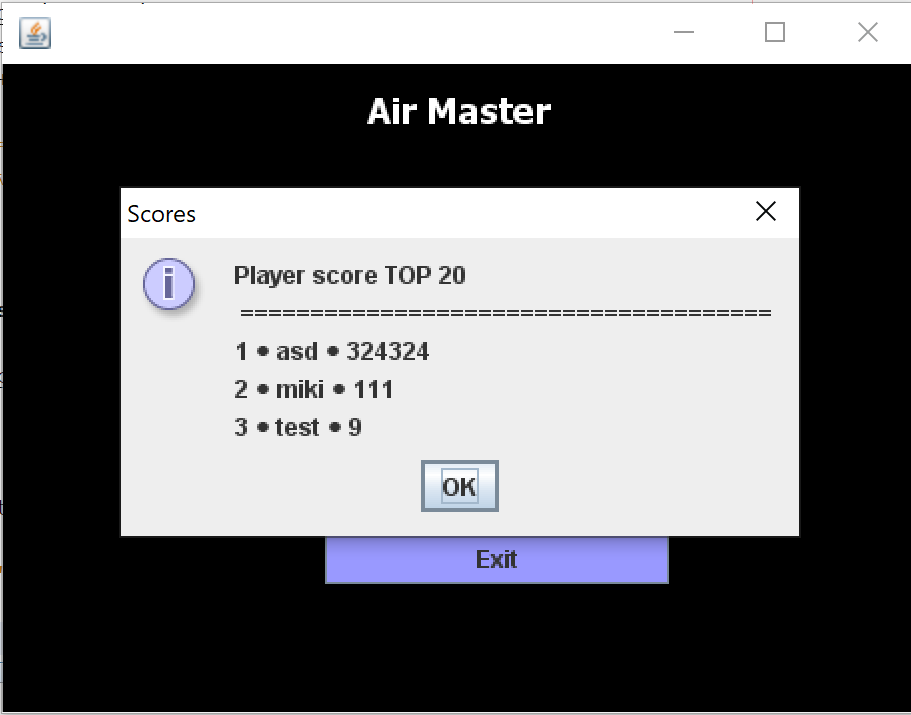 Air Master
Scores
Player score TOP 20
======================================
1 • asd • 324324
2 • miki • 111
3 • test • 9
OK
Exit